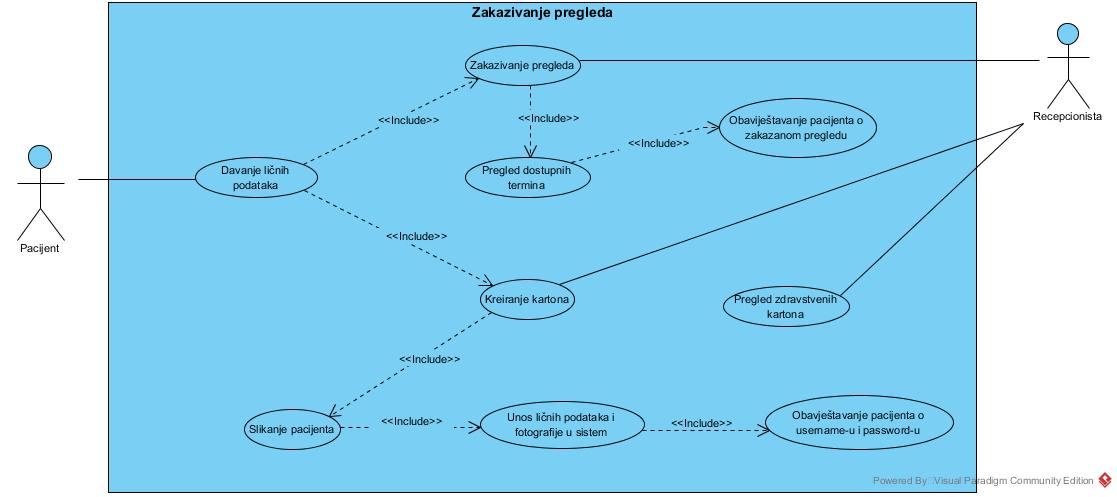 Zakazivanje pregleda
Zakazivanje pregleda
Recepcionista
<<Include>>
<<Include>>
Obaviještavanje pacijenta o
zakazanom pregledu
<<Include>>
Pacijent
Davanje ličnih
podataka
Pregled dostupnih
termina
<<Include>>
Kreiranje kartona
Pregled zdravstvenih
kartona
<<Include>>
Slikanje pacijenta
<<Include>>
Unos ličnih podataka i
fotografije u sistem
<<Include>>
Obavještavanje pacijenta o
username-u i password-u
Powered By Visual Paradigm Community Edition